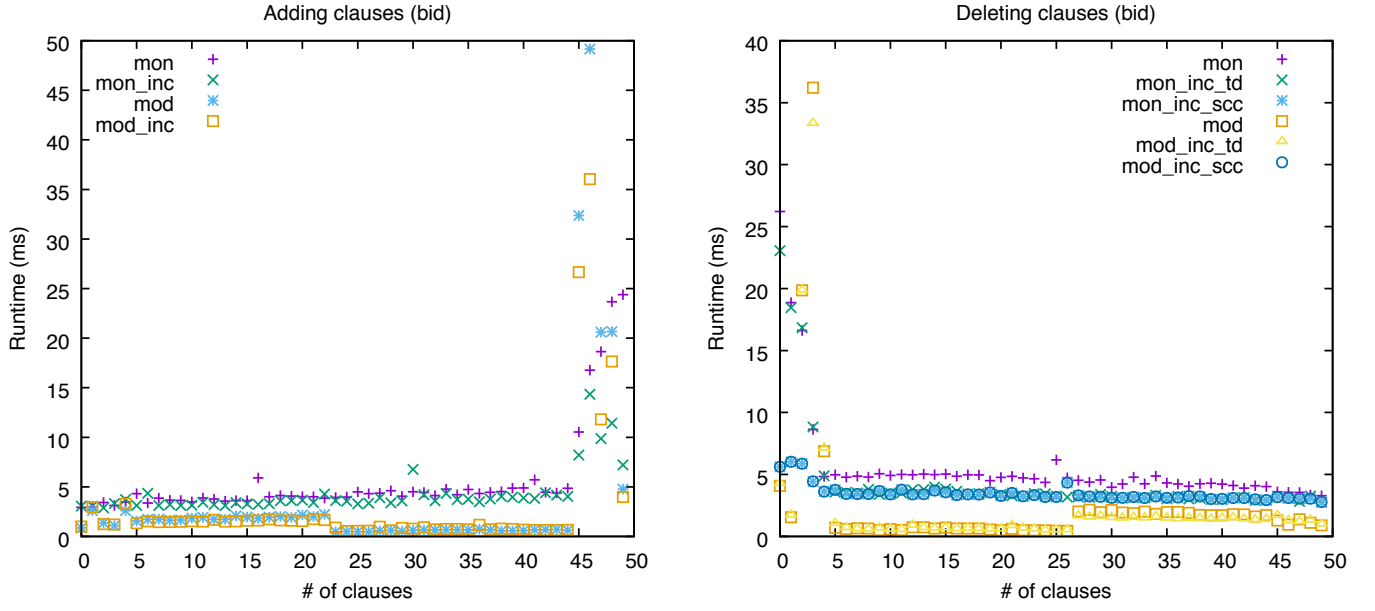 Adding clauses (bid)
Runtime (ms)
50
45
40
35
30
25
20
15
10
5
0
mon
mon_inc
mod
mod_inc
0 5 10 15 20 25 30 35 40 45 50
# of clauses
Deleting clauses (bid)
Runtime (ms)
40
35
30
25
20
15
10
5
0
mon
mon_inc_td
mon_inc_scc
mod
mod_inc_td
mod_inc_scc
0 5 10 15 20 25 30 35 40 45 50
# of clauses